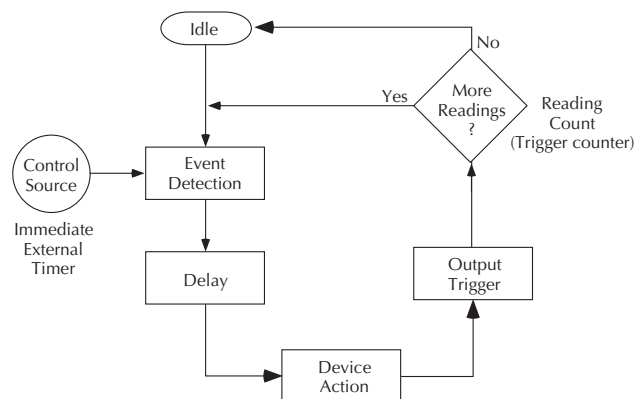 Idle
No
More
Readings
?
Yes
Reading
Count
(Trigger counter)
Control
Source
Event
Detection
Immediate
External
Timer
Delay
Output
Trigger
Device
Action